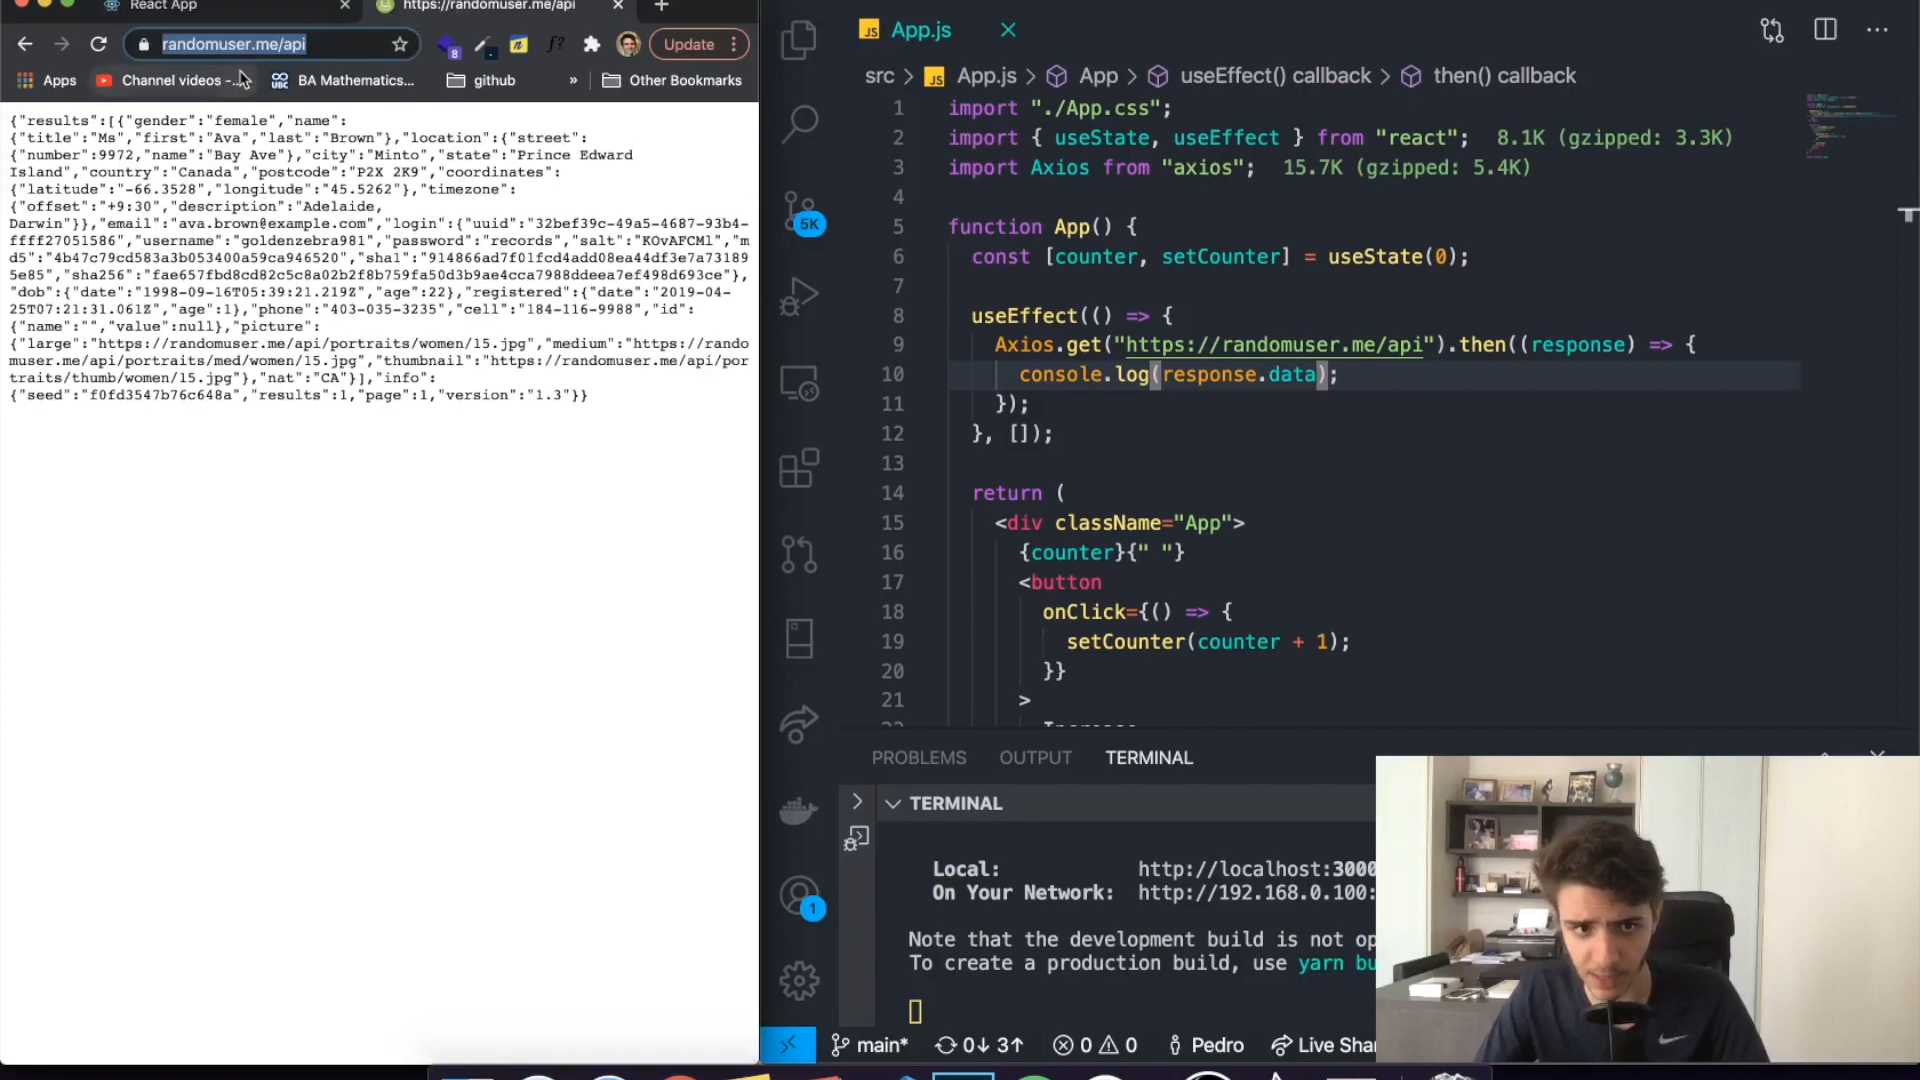 React App
https://randomuser.me/api
randomuser.me/api
8
n
f?
Update
Apps
Channel videos -...
UBC
BA Mathematics...
github
»
Other Bookmarks
{"results":[{"gender":"female","name":
{"title":"Ms","first":"Ava","last":"Brown"},"location":{"street":
{"number":9972,"name":"Bay Ave"},"city":"Minto","state":"Prince Edward
Island","country":"Canada","postcode":"P2X 2K9","coordinates":
{"latitude":"-66.3528","longitude":"45.5262"},"timezone":
{"offset":"+9:30","description":"Adelaide,
Darwin"}},"email":"ava.brown@example.com","login":{"uuid":"32bef39c-49a5-4687-93b4-
ffff27051586","username":"goldenzebra981","password":"records","salt":"KOvAFCMl","m
d5":"4b47c79cd583a3b053400a59ca946520","sha1":"914866ad7f01fcd4add08ea44df3e7a73189
5e85","sha256":"fae657fbd8cd82c5c8a02b2f8b759fa50d3b9ae4cca7988ddeea7ef498d693ce"},
"dob":{"date":"1998-09-16T05:39:21.219Z","age":22},"registered":{"date":"2019-04-
25T07:21:31.061Z","age":1},"phone":"403-035-3235","cell":"184-116-9988","id":
{"name":"","value":null},"picture":
{"large":"https://randomuser.me/api/portraits/women/15.jpg","medium":"https://rando
muser.me/api/portraits/med/women/15.jpg","thumbnail":"https://randomuser.me/api/por
traits/thumb/women/15.jpg"},"nat":"CA"}],"info":
{"seed":"f0fd3547b76c648a","results":1,"page":1,"version":"1.3"}}
JS App.js
src > JS App.js > App > useEffect() callback > then() callback
5K
1
1 import "./App.css";
2 import { useState, useEffect } from "react"; 8.1K (gzipped: 3.3K)
3 import Axios from "axios"; 15.7K (gzipped: 5.4K)
4
5 function App() {
6 const [counter, setCounter] = useState(0);
7
8 useEffect(() => {
9 Axios.get("https://randomuser.me/api").then((response) => {
10 console.log(response.data);
11 });
12 }, []);
13
14 return (
15 <div className="App">
16 {counter}{" "}
17 <button
18 onClick={() => {
19 setCounter(counter + 1);
20 }}
21 >
PROBLEMS OUTPUT TERMINAL
TERMINAL
Local: http://localhost:3000
On Your Network: http://192.168.0.100:
Note that the development build is not op
To create a production build, use yarn bu
main* 0↓ 3↑ 0 0 Pedro Live Shar